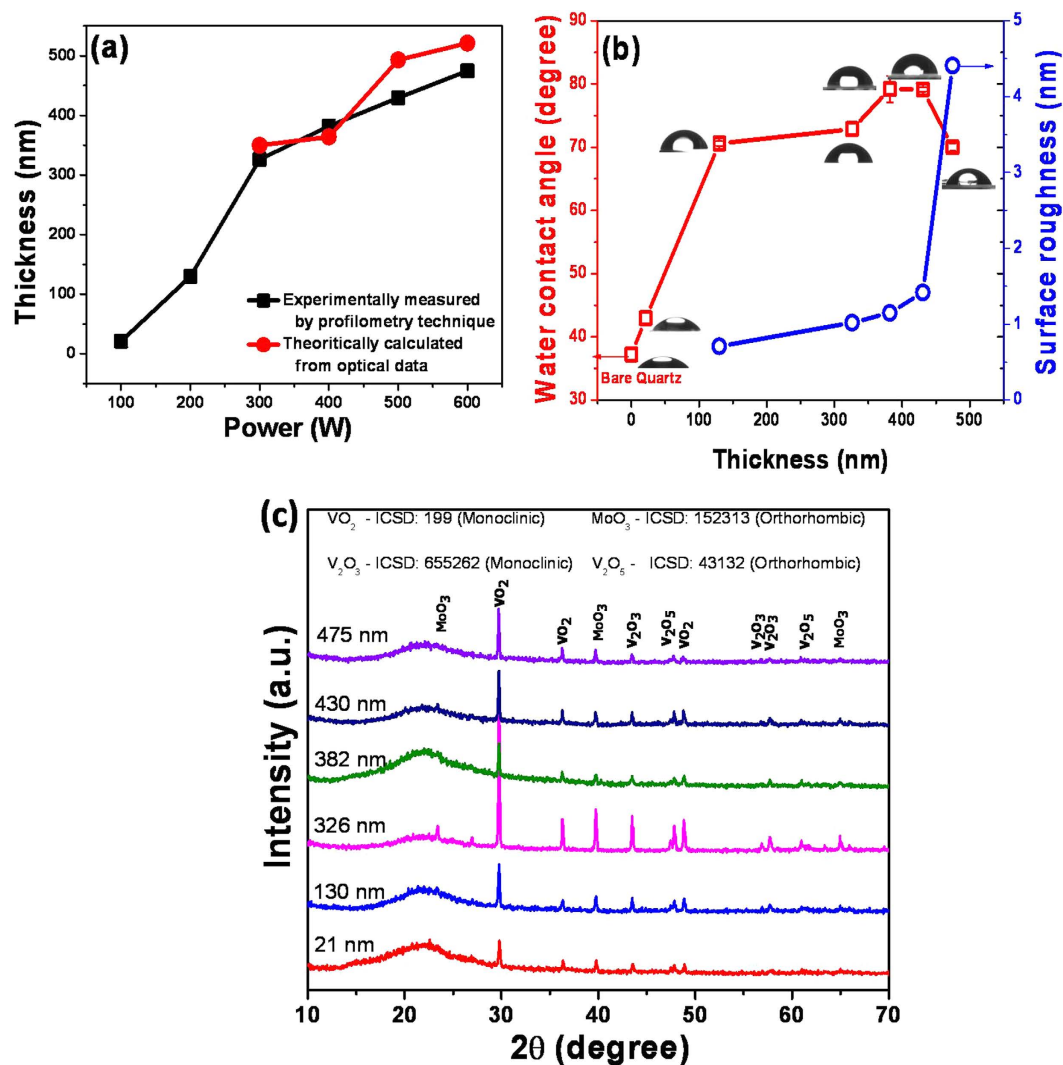 (a)
Thickness (nm)
500
400
300
200
100
0
100 200 300 400 500 600
Power (W)
Experimentally measured
by profilometry technique
Theoritically calculated
from optical data
(b)
Water contact angle (degree)
90
80
70
60
50
40
30
Bare Quartz
0 100 200 300 400 500
Thickness (nm)
5
4
3
2
1
0
Surface roughness (nm)
(c)
VO2 - ICSD: 199 (Monoclinic) MoO3 - ICSD: 152313 (Orthorhombic)
V2O3 - ICSD: 655262 (Monoclinic) V2O5 - ICSD: 43132 (Orthorhombic)
MoO3 VO2 VO2 MoO3 V2O3 V2O5 VO2 V2O3 V2O3 V2O5 MoO3
475 nm
430 nm
382 nm
326 nm
130 nm
21 nm
Intensity (a.u.)
10 20 30 40 50 60 70
2θ (degree)